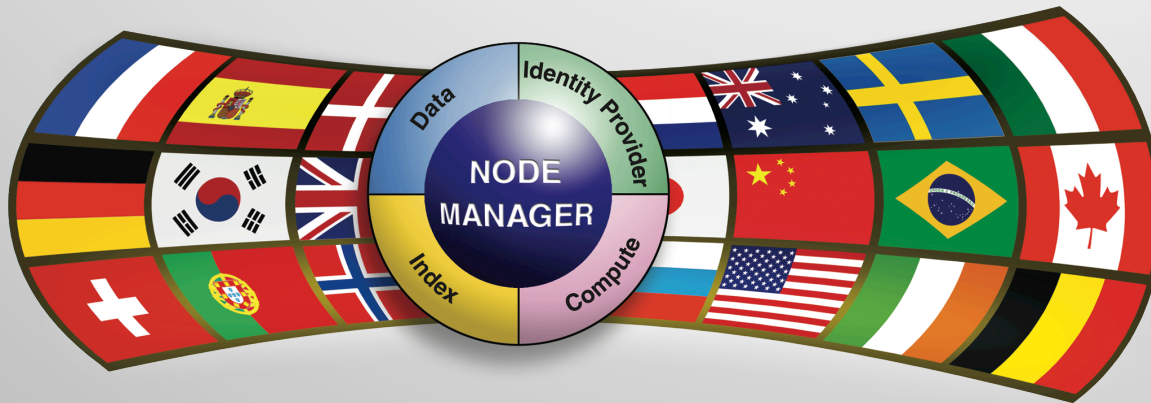 Data
Identity Provider
NODE
MANAGER
Index
Compute